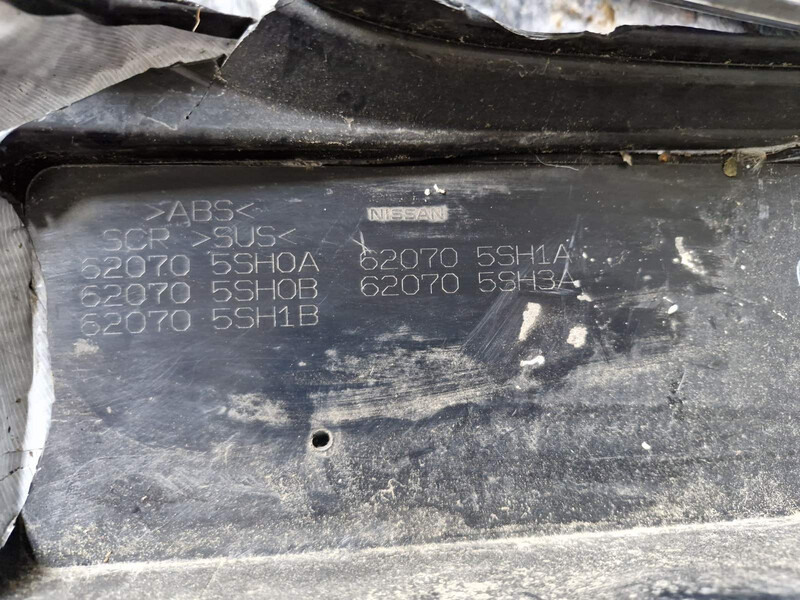 >ABS<
NISSAN
SCR >SUS<
62070 5SH0A
62070 5SH1A
62070 5SH0B
62070 5SH3A
62070 5SH1B